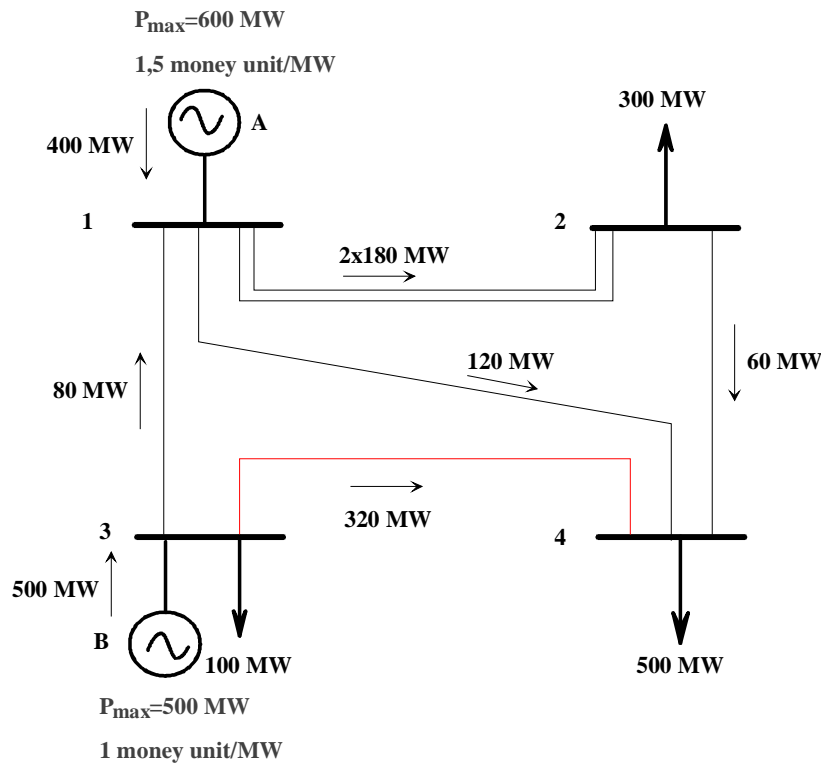 Pmax=600 MW
1,5 money unit/MW
A
400 MW
300 MW
1
2
2x180 MW
120 MW
60 MW
80 MW
3
320 MW
4
500 MW
B
100 MW
500 MW
Pmax=500 MW
1 money unit/MW